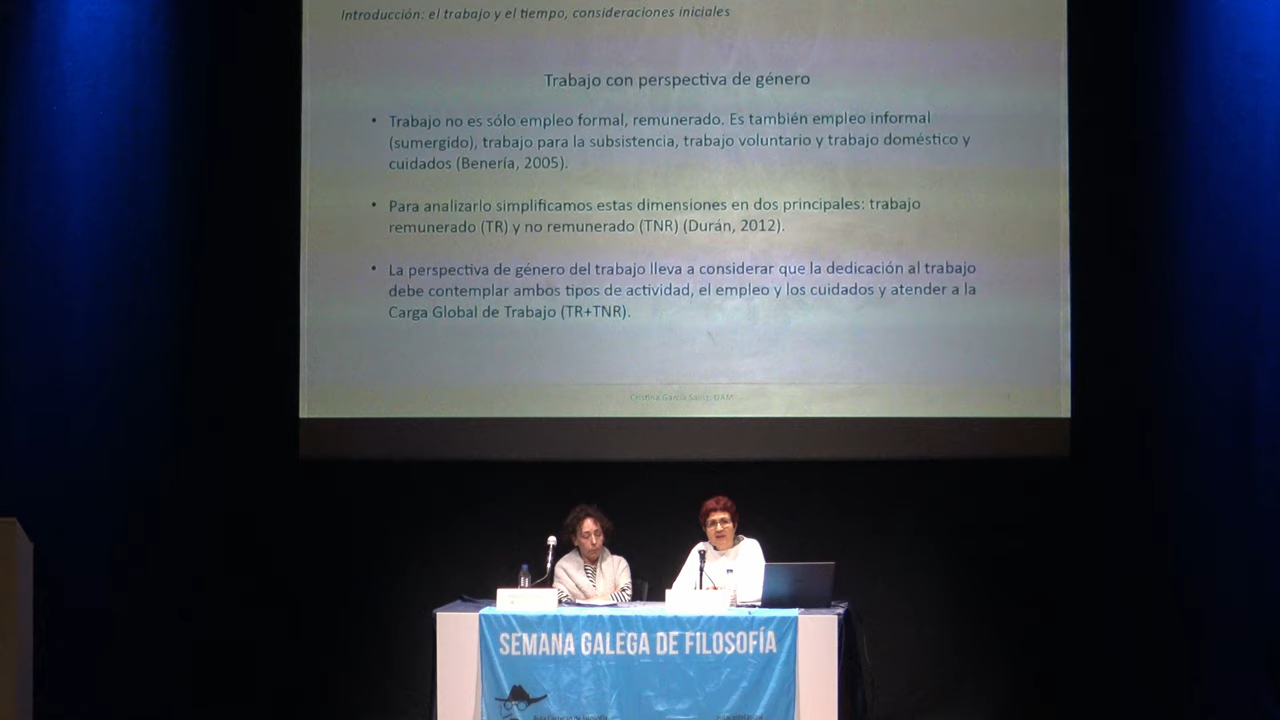 Introducción: el trabajo y el tiempo, consideraciones iniciales
Trabajo con perspectiva de género
• Trabajo no es sólo empleo formal, remunerado. Es también empleo informal
(sumergido), trabajo para la subsistencia, trabajo voluntario y trabajo doméstico y
cuidados (Benería, 2005).
• Para analizarlo simplificamos estas dimensiones en dos principales: trabajo
remunerado (TR) y no remunerado (TNR) (Durán, 2012).
• La perspectiva de género del trabajo lleva a considerar que la dedicación al trabajo
debe contemplar ambos tipos de actividad, el empleo y los cuidados y atender a la
Carga Global de Trabajo (TR+TNR).
Cristina García Sainz, UAM
SEMANA GALEGA DE FILOSOFÍA